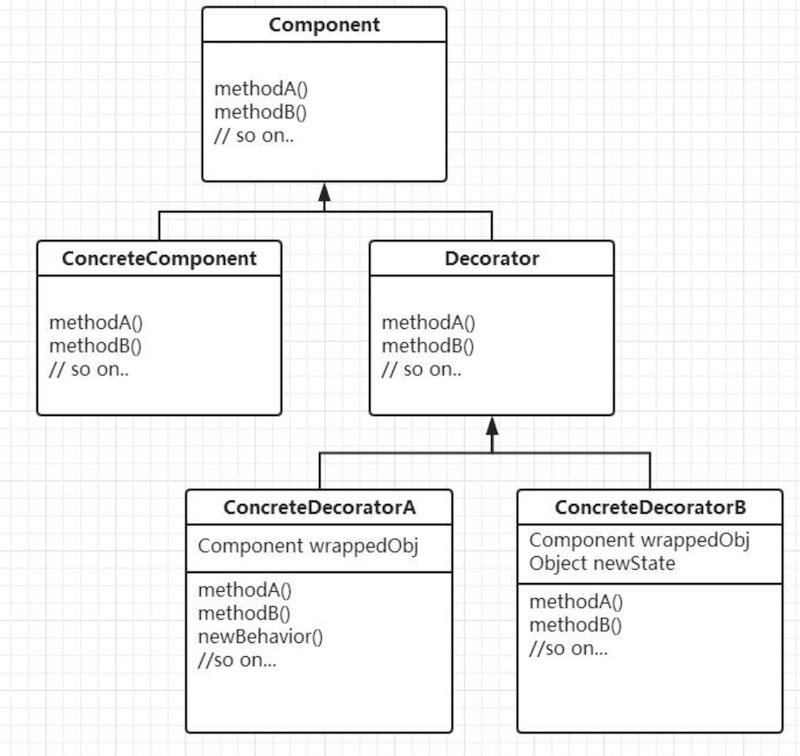 Component
methodA()
methodB()
// so on..
ConcreteComponent
methodA()
methodB()
// so on..
Decorator
methodA()
methodB()
// so on..
ConcreteDecoratorA
Component wrappedObj
methodA()
methodB()
newBehavior()
//so on...
ConcreteDecoratorB
Component wrappedObj
Object newState
methodA()
methodB()
//so on...